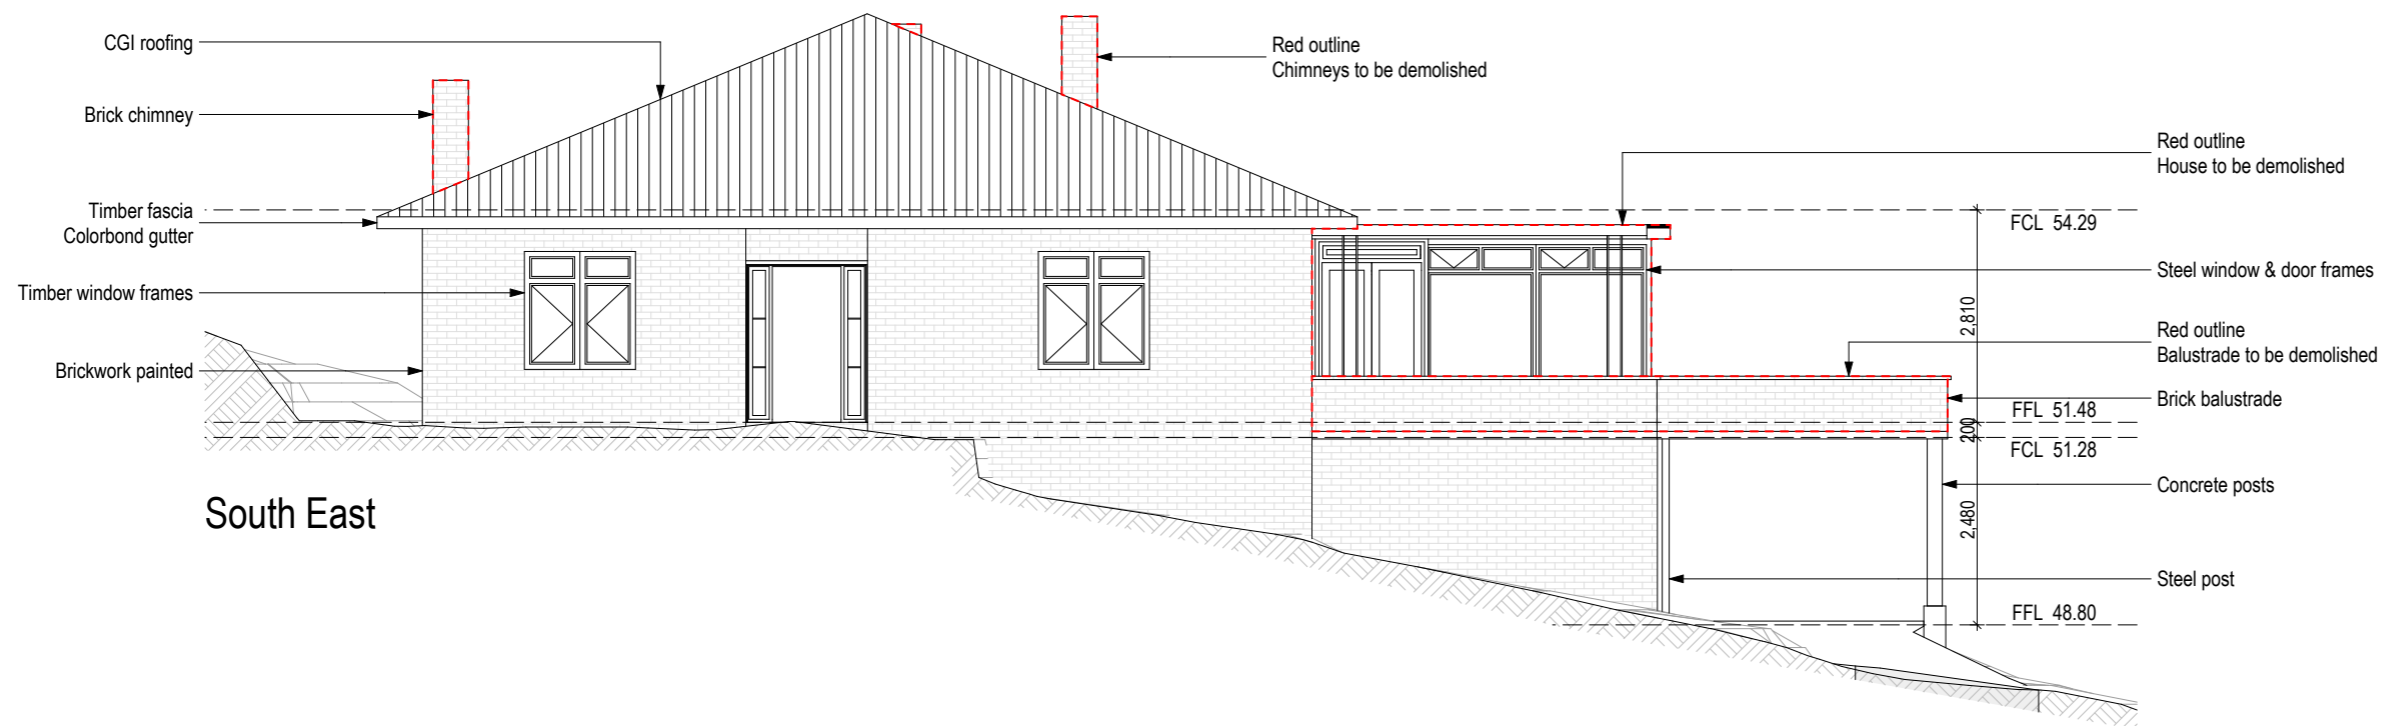 CGI roofing
Brick chimney
Timber fascia
Colorbond gutter
Timber window frames
Brickwork painted
South East
Red outline
Chimneys to be demolished
Red outline
House to be demolished
FCL 54.29
Steel window & door frames
2,810
Red outline
Balustrade to be demolished
Brick balustrade
FFL 51.48
200
FCL 51.28
Concrete posts
2,480
Steel post
FFL 48.80